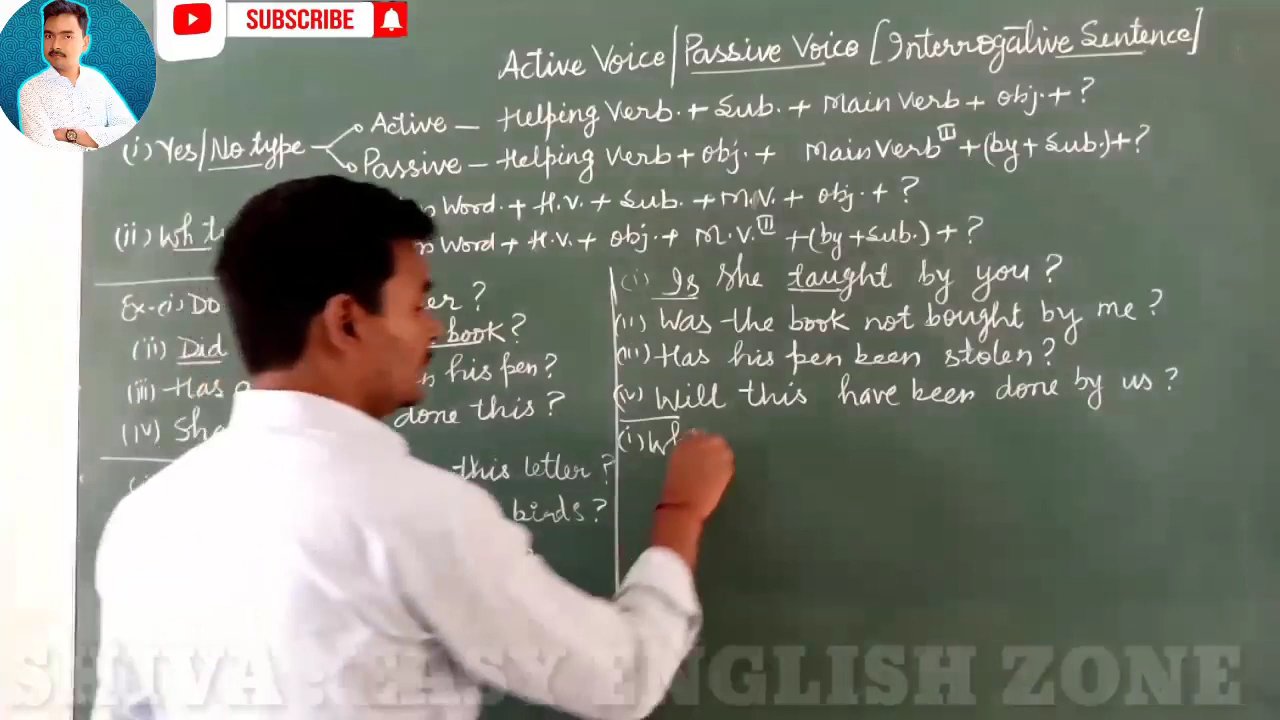 SUBSCRIBE
Active Voice | Passive Voice [Interrogative Sentence]
(i) Yes/No type
Active — Helping Verb. + Sub. + Main Verb + obj. + ?
Passive — Helping Verb + obj. + Main Verb III + (by + Sub.) + ?
(ii) Wh
Word. + H.V. + Sub. + M.V. + obj. + ?
Word + H.V. + obj. + M.V. III + (by + Sub.) + ?
Ex-(i) Do ?
(ii) Did book ?
(iii) Has his pen ?
(iv) done this ?
this letter ?
birds ?
(i) Is she taught by you ?
(ii) Was the book not bought by me ?
(iii) Has his pen been stolen ?
(iv) Will this have been done by us ?
(i)
SHIVA : EASY ENGLISH ZONE